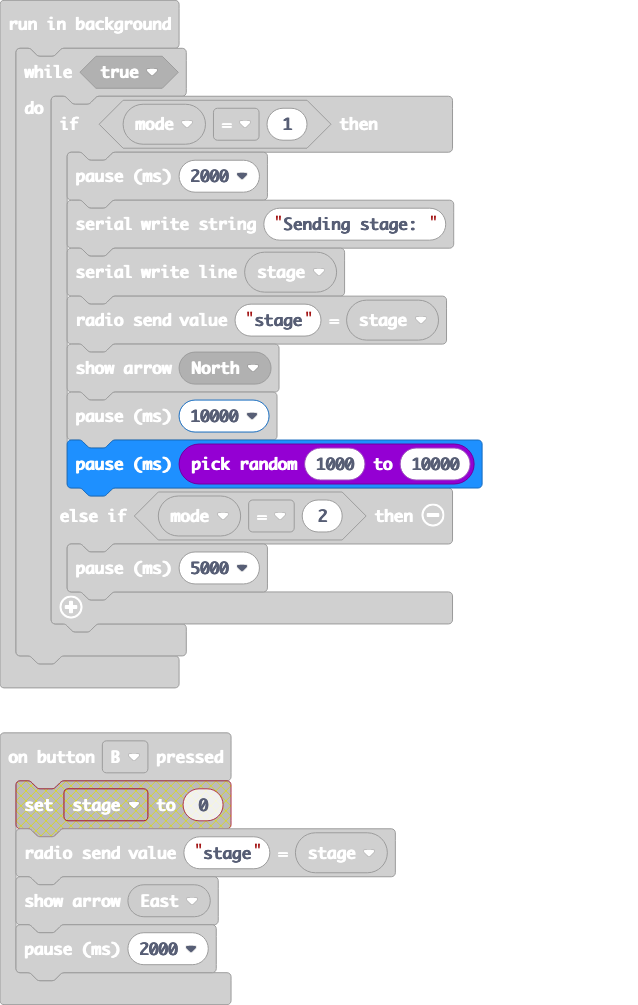 run in background
while true
do
if mode = 1 then
pause (ms) 2000
serial write string "Sending stage: "
serial write line stage
radio send value "stage" = stage
show arrow North
pause (ms) 10000
pause (ms) pick random 1000 to 10000
else if mode = 2 then
pause (ms) 5000
on button B pressed
set stage to 0
radio send value "stage" = stage
show arrow East
pause (ms) 2000